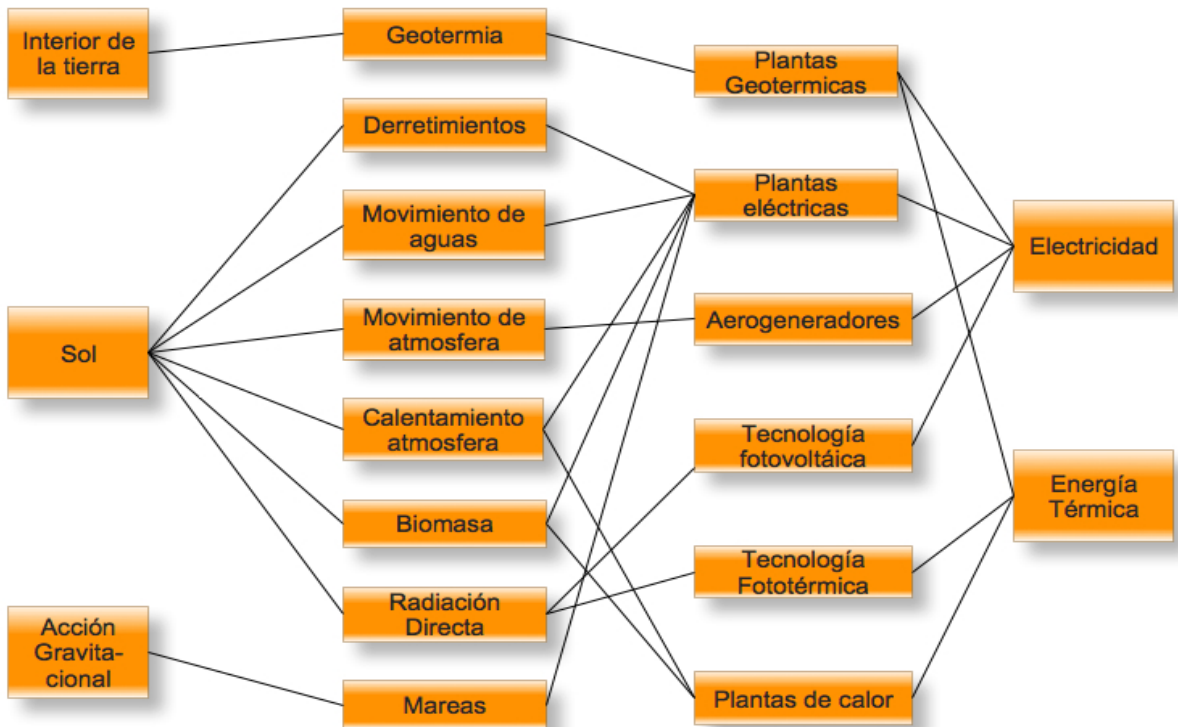 Interior de
la tierra
Sol
Acción
Gravita-
cional
Geotermia
Derretimientos
Movimiento de
aguas
Movimiento de
atmosfera
Calentamiento
atmosfera
Biomasa
Radiación
Directa
Mareas
Plantas
Geotermicas
Plantas
eléctricas
Aerogeneradores
Tecnología
fotovoltáica
Tecnología
Fototérmica
Plantas de calor
Electricidad
Energía
Térmica